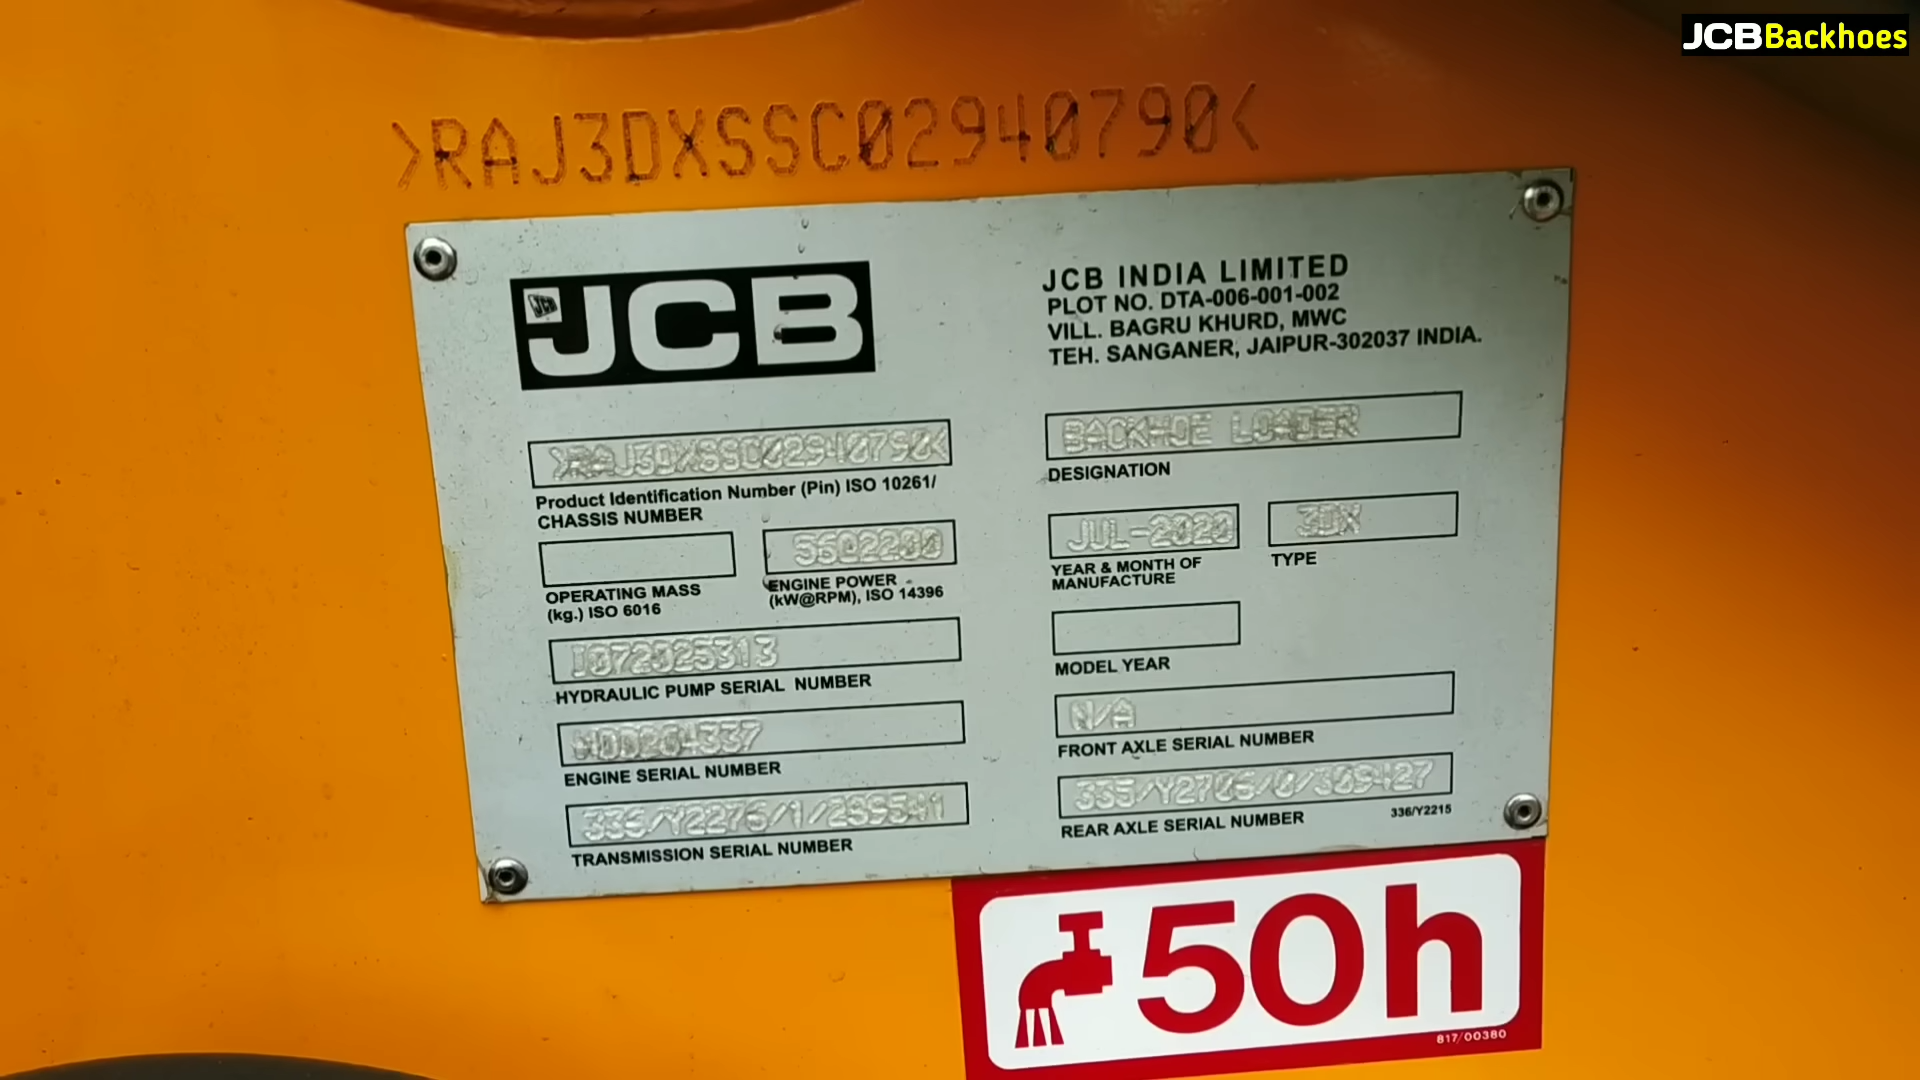 JCBBackhoes
>RAJ3DXSSC02940790<
JCB
JCB INDIA LIMITED
PLOT NO. DTA-006-001-002
VILL. BAGRU KHURD, MWC
TEH. SANGANER, JAIPUR-302037 INDIA.
>RAJ3DXSSC02940790<
Product Identification Number (Pin) ISO 10261/
CHASSIS NUMBER
BACKHOE LOADER
DESIGNATION
56@2200
OPERATING MASS
(kg.) ISO 6016
ENGINE POWER
(kW@RPM), ISO 14396
JUL-2020
YEAR & MONTH OF
MANUFACTURE
3DX
TYPE
HYDRAULIC PUMP SERIAL NUMBER
MODEL YEAR
ENGINE SERIAL NUMBER
N/A
FRONT AXLE SERIAL NUMBER
TRANSMISSION SERIAL NUMBER
REAR AXLE SERIAL NUMBER
336/Y2215
50h
817/00380